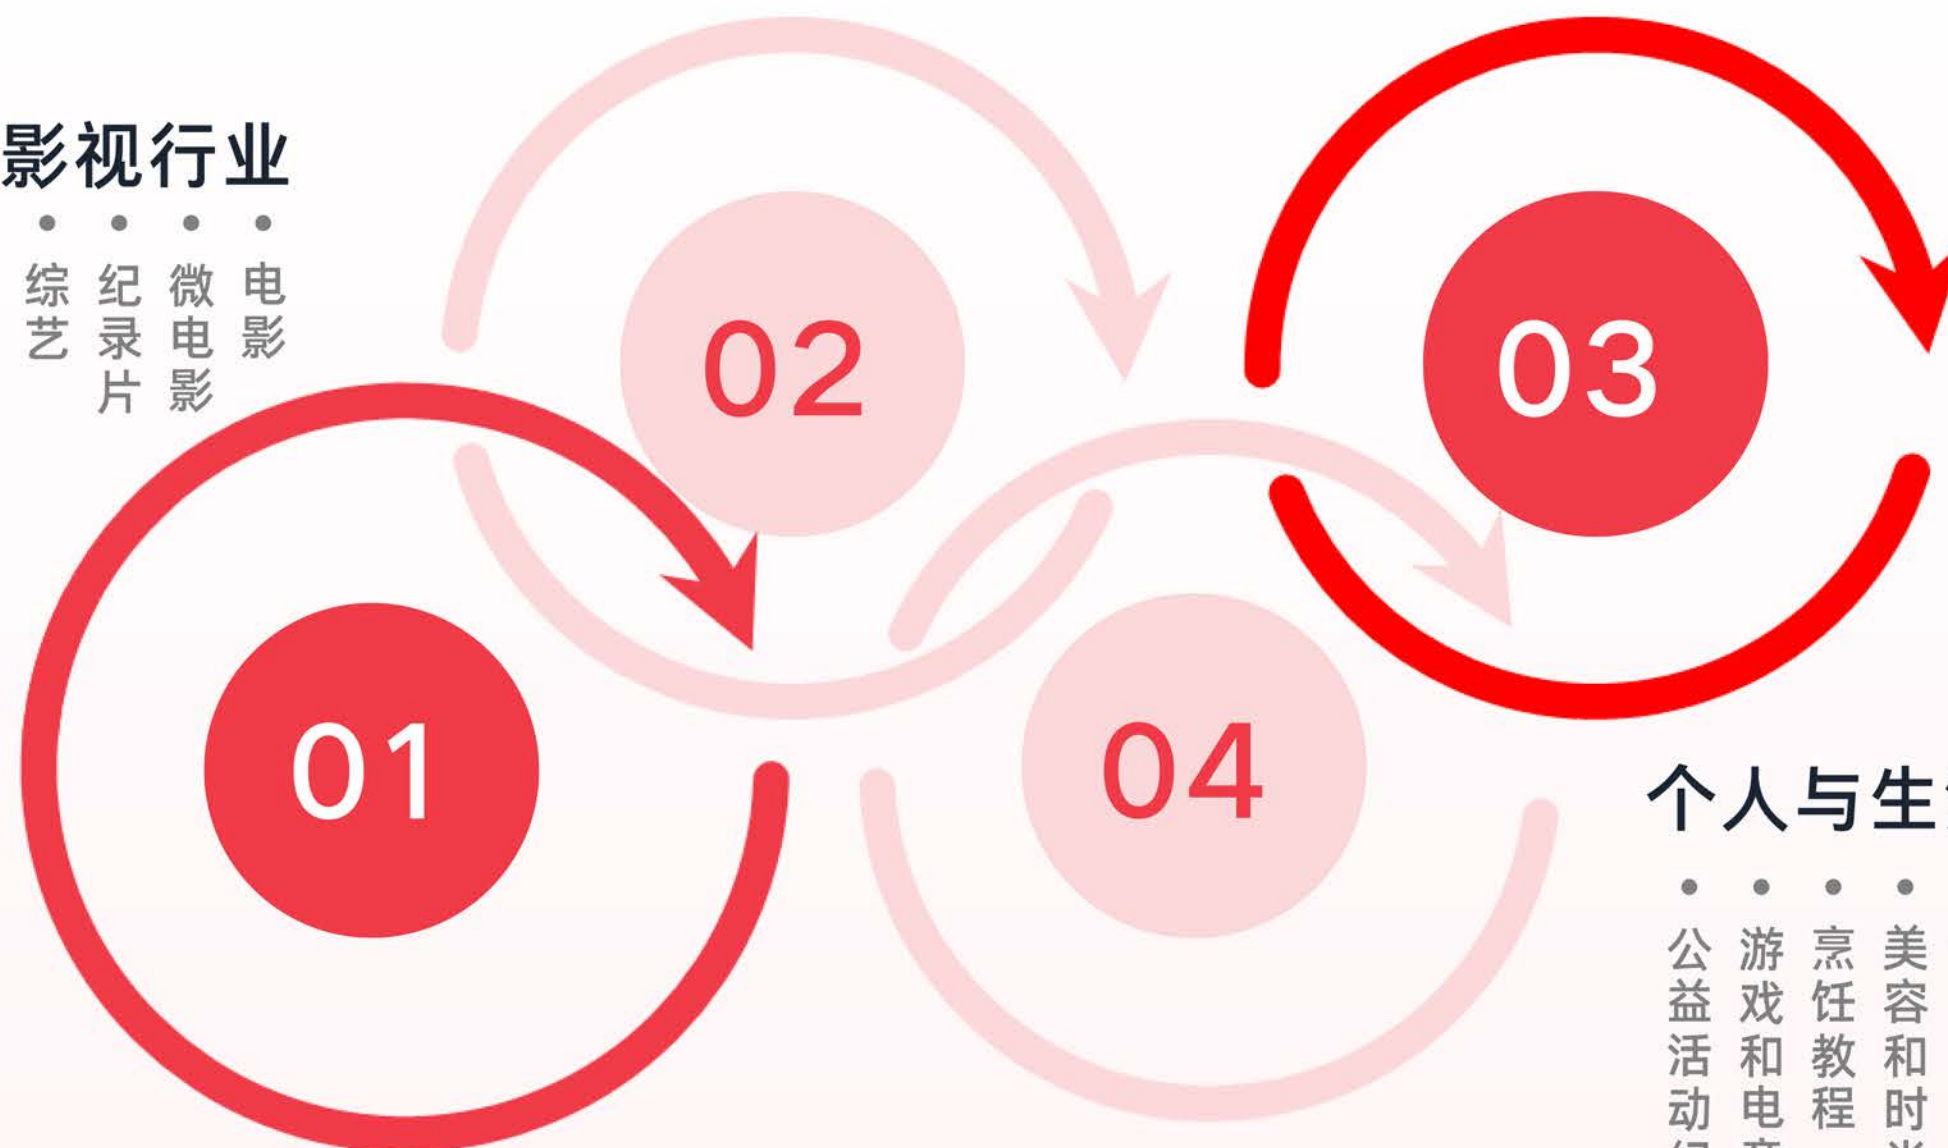 影视行业
电影
微电影
纪录片
综艺
02
03
01
04
个人与生
美容和时
烹饪教程
游戏和电
公益活动